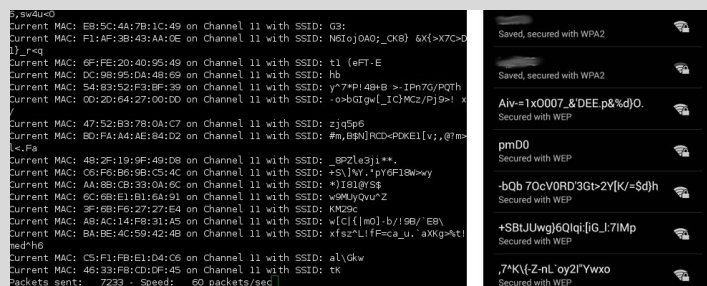 5,sw4u<O
Current MAC: E8:5C:4A:7B:1C:49 on Channel 11 with SSID: G3:
Current MAC: F1:AF:3B:43:AA:0E on Channel 11 with SSID: N6IojOAO;_CK8} &X{>X7C>D
l}_r<q
Current MAC: 6F:FE:20:40:95:49 on Channel 11 with SSID: t1 (eFT-E
Current MAC: DC:98:95:DA:48:69 on Channel 11 with SSID: hb
Current MAC: 54:83:52:F3:BF:39 on Channel 11 with SSID: y^7*P!48+B >-IPn7G/PQTh
Current MAC: 0D:2D:64:27:00:DD on Channel 11 with SSID: -o>bGIgw[_IC}MCz/Pj9>! x
/
Current MAC: 47:52:B3:78:0A:C7 on Channel 11 with SSID: zjq5p6
Current MAC: BD:FA:A4:AE:84:D2 on Channel 11 with SSID: #m,B$N]RCD<PDKE1[v;,@?m>
l<.Fa
Current MAC: 48:2F:19:9F:49:D8 on Channel 11 with SSID: _8PZle3ji**.
Current MAC: C6:F6:B6:9B:C5:4C on Channel 11 with SSID: +S\]%Y."pY6F18W>wy
Current MAC: AA:8B:CB:33:0A:6C on Channel 11 with SSID: *)I81@YS$
Current MAC: 6C:6B:E1:B1:6A:91 on Channel 11 with SSID: w9MUyQvu^Z
Current MAC: 3F:6B:F6:27:27:E4 on Channel 11 with SSID: KM29c
Current MAC: A8:AC:14:F8:31:A5 on Channel 11 with SSID: w[C|{|mO]-b/!9B/`E8\
Current MAC: BA:BE:4C:59:42:4B on Channel 11 with SSID: xfsz^L!fF=ca_u.`aXKg>%t!
med^h6
Current MAC: C5:F1:FB:E1:D4:C6 on Channel 11 with SSID: al\Gkw
Current MAC: 46:33:F8:CD:DF:45 on Channel 11 with SSID: tK
Packets sent: 7233 - Speed: 60 packets/sec
Saved, secured with WPA2
Saved, secured with WPA2
Aiv-=1xO007_&'DEE.p&%d}O.
Secured with WEP
pmD0
Secured with WEP
-bQb 7OcV0RD'3Gt>2Y[K/=$d}h
Secured with WEP
+SBtJUwg}6QIqi:[iG_l:7IMp
Secured with WEP
,7^K\{-Z-nL`oy2l"Ywxo
Secured with WEP